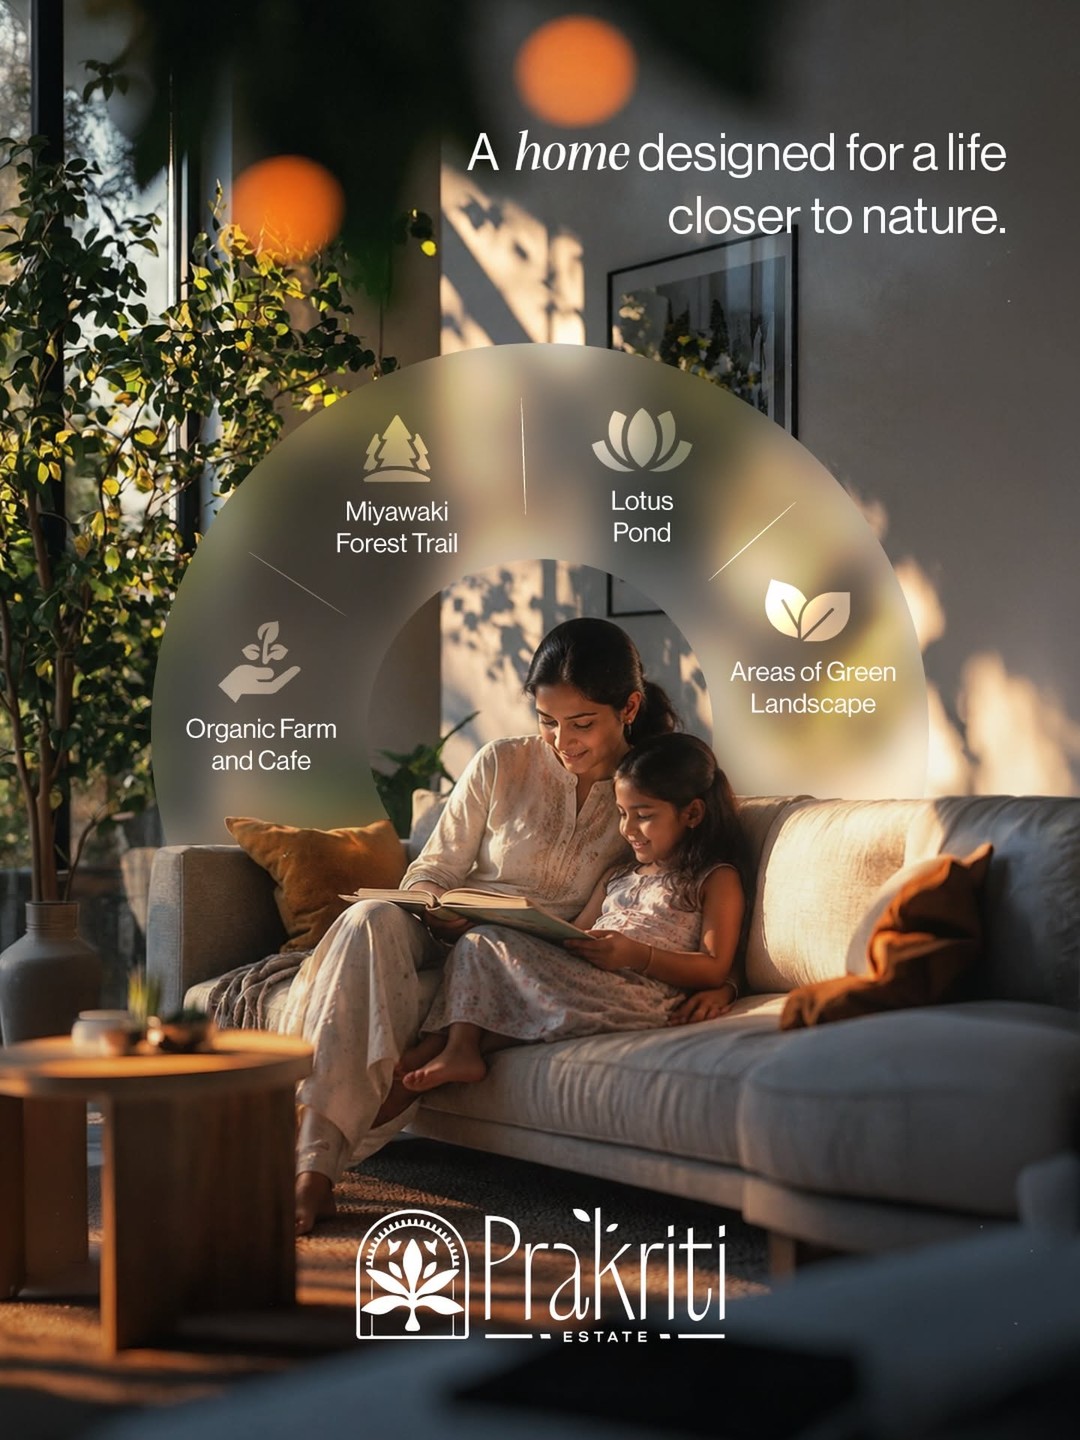 A home designed for a life
closer to nature.
Miyawaki
Forest Trail
Lotus
Pond
Organic Farm
and Cafe
Areas of Green
Landscape
Prakriti
ESTATE